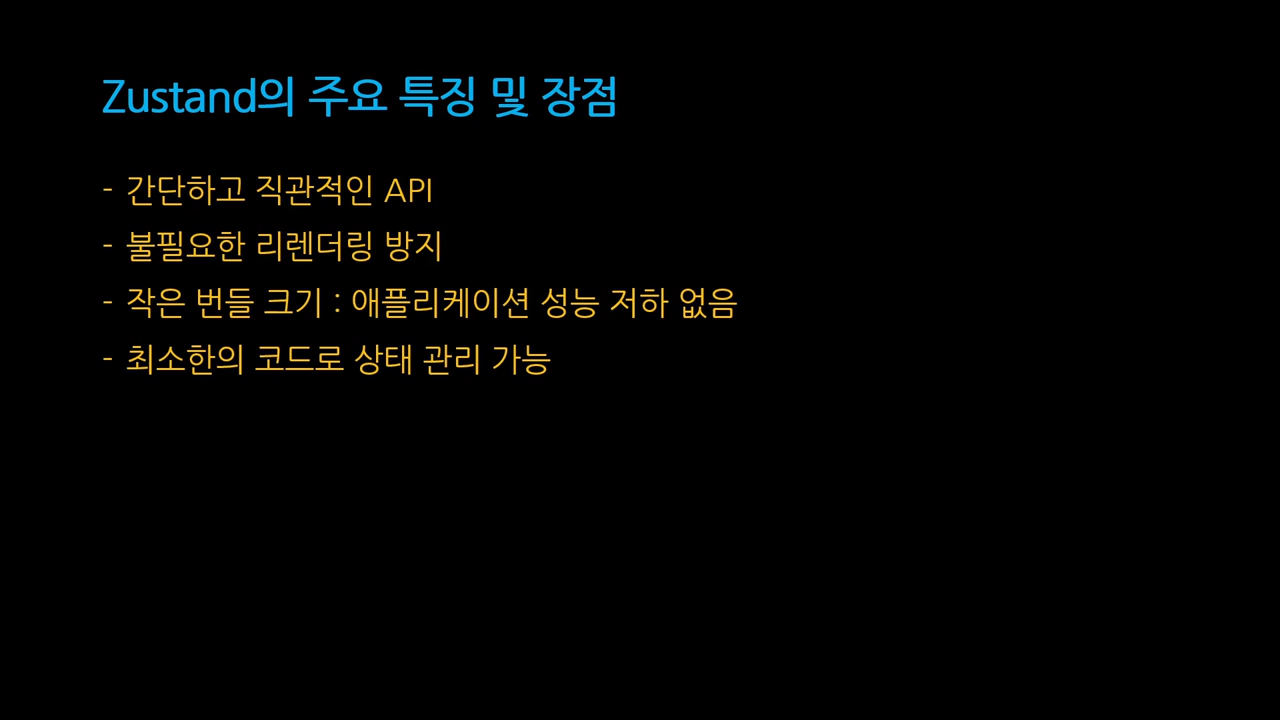 Zustand의 주요 특징 및 장점
- 간단하고 직관적인 API
- 불필요한 리렌더링 방지
- 작은 번들 크기 : 애플리케이션 성능 저하 없음
- 최소한의 코드로 상태 관리 가능